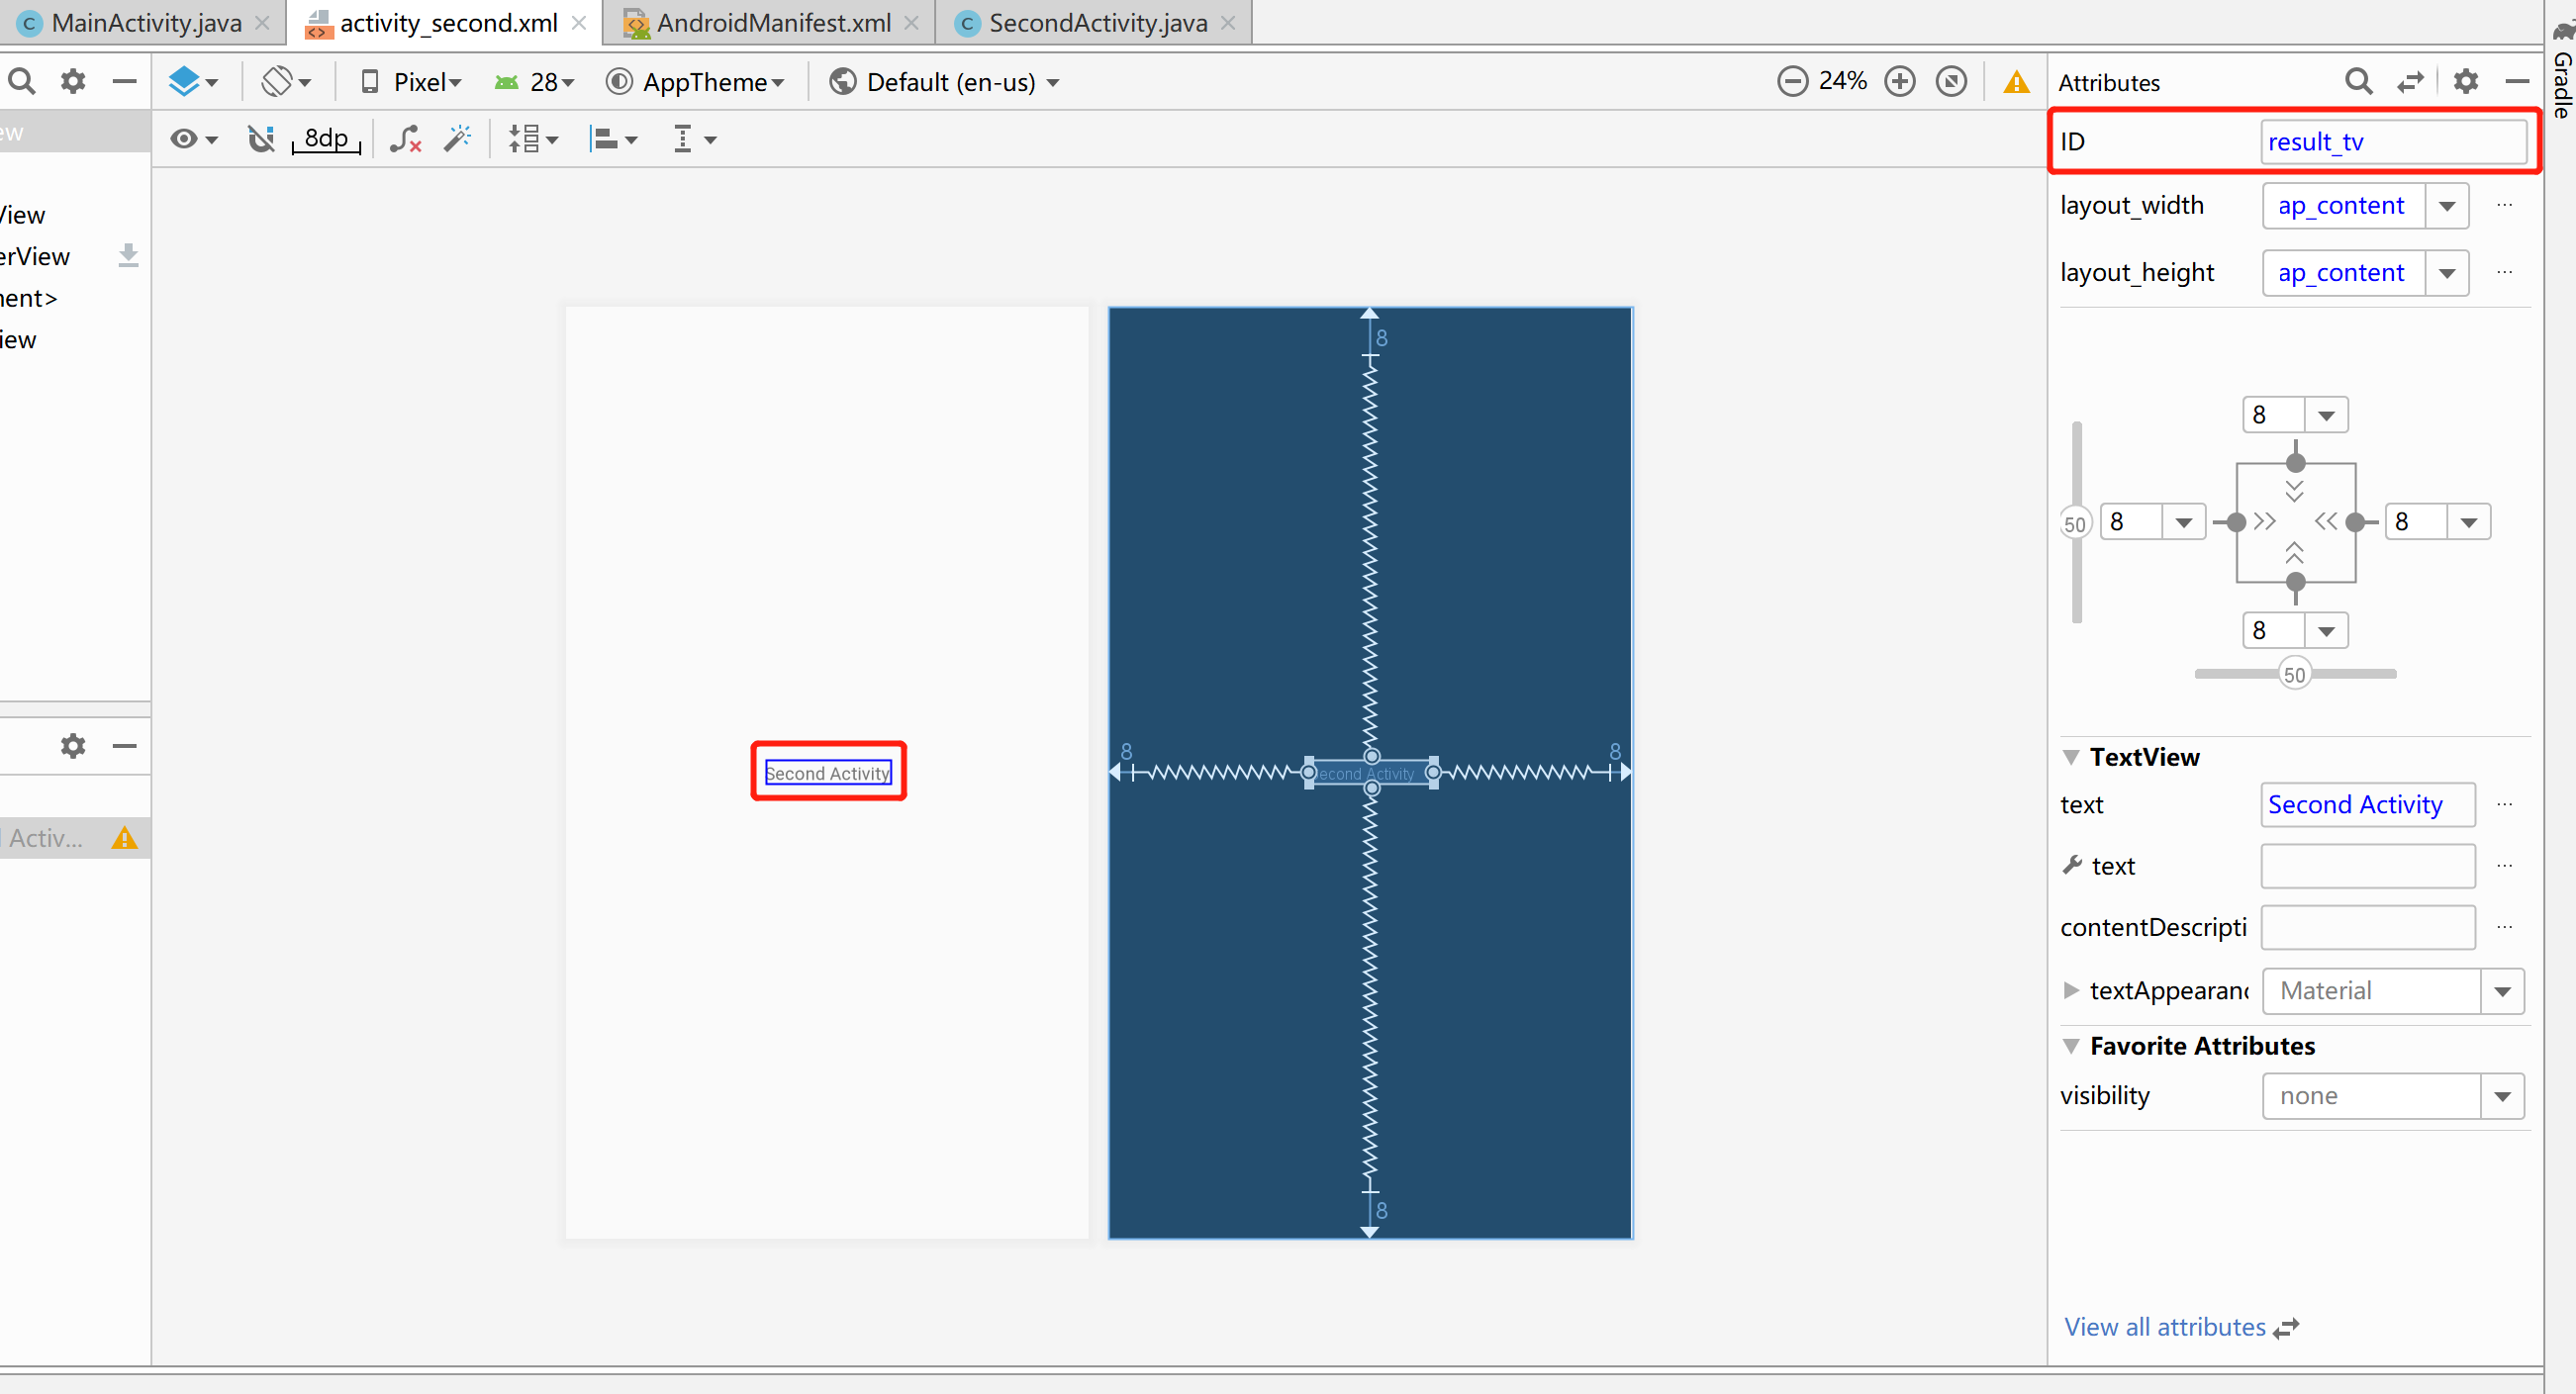 MainActivity.java
activity_second.xml
AndroidManifest.xml
SecondActivity.java
Gradle
Pixel
28
AppTheme
Default (en-us)
24%
Attributes
8dp
ew
View
erView
nent>
iew
Activ...
8
8
8
8
Second Activity
Second Activity
ID
result_tv
layout_width
ap_content
...
layout_height
ap_content
...
8
50
8
8
8
50
TextView
text
Second Activity
...
text
...
contentDescripti
...
textAppearanc
Material
Favorite Attributes
visibility
none
View all attributes